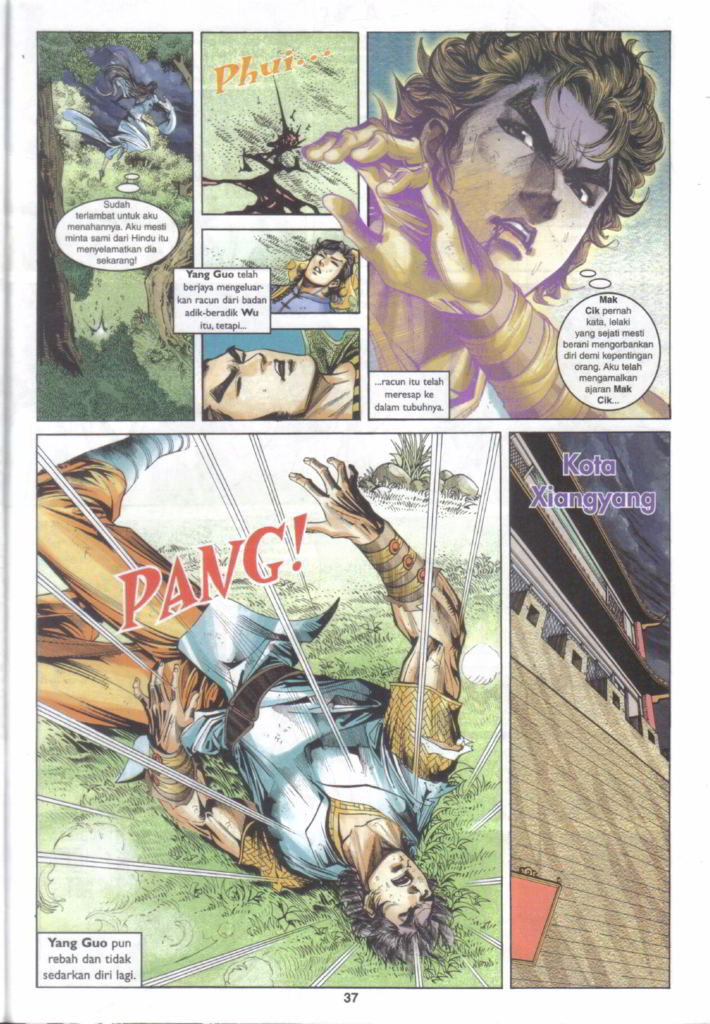 Sudah
terlambat untuk aku
menahannya. Aku mesti
minta sami dari Hindu itu
menyelamatkan dia
sekarang!
Phui...
Yang Guo telah
berjaya mengeluar-
kan racun dari badan
adik-beradik Wu
itu, tetapi...
...racun itu telah
meresap ke
dalam tubuhnya.
Mak
Cik pernah
kata, lelaki
yang sejati mesti
berani mengorbankan
diri demi kepentingan
orang. Aku telah
mengamalkan
ajaran Mak
Cik...
PANG!
Yang Guo pun
rebah dan tidak
sedarkan diri lagi.
Kota
Xiangyang
37